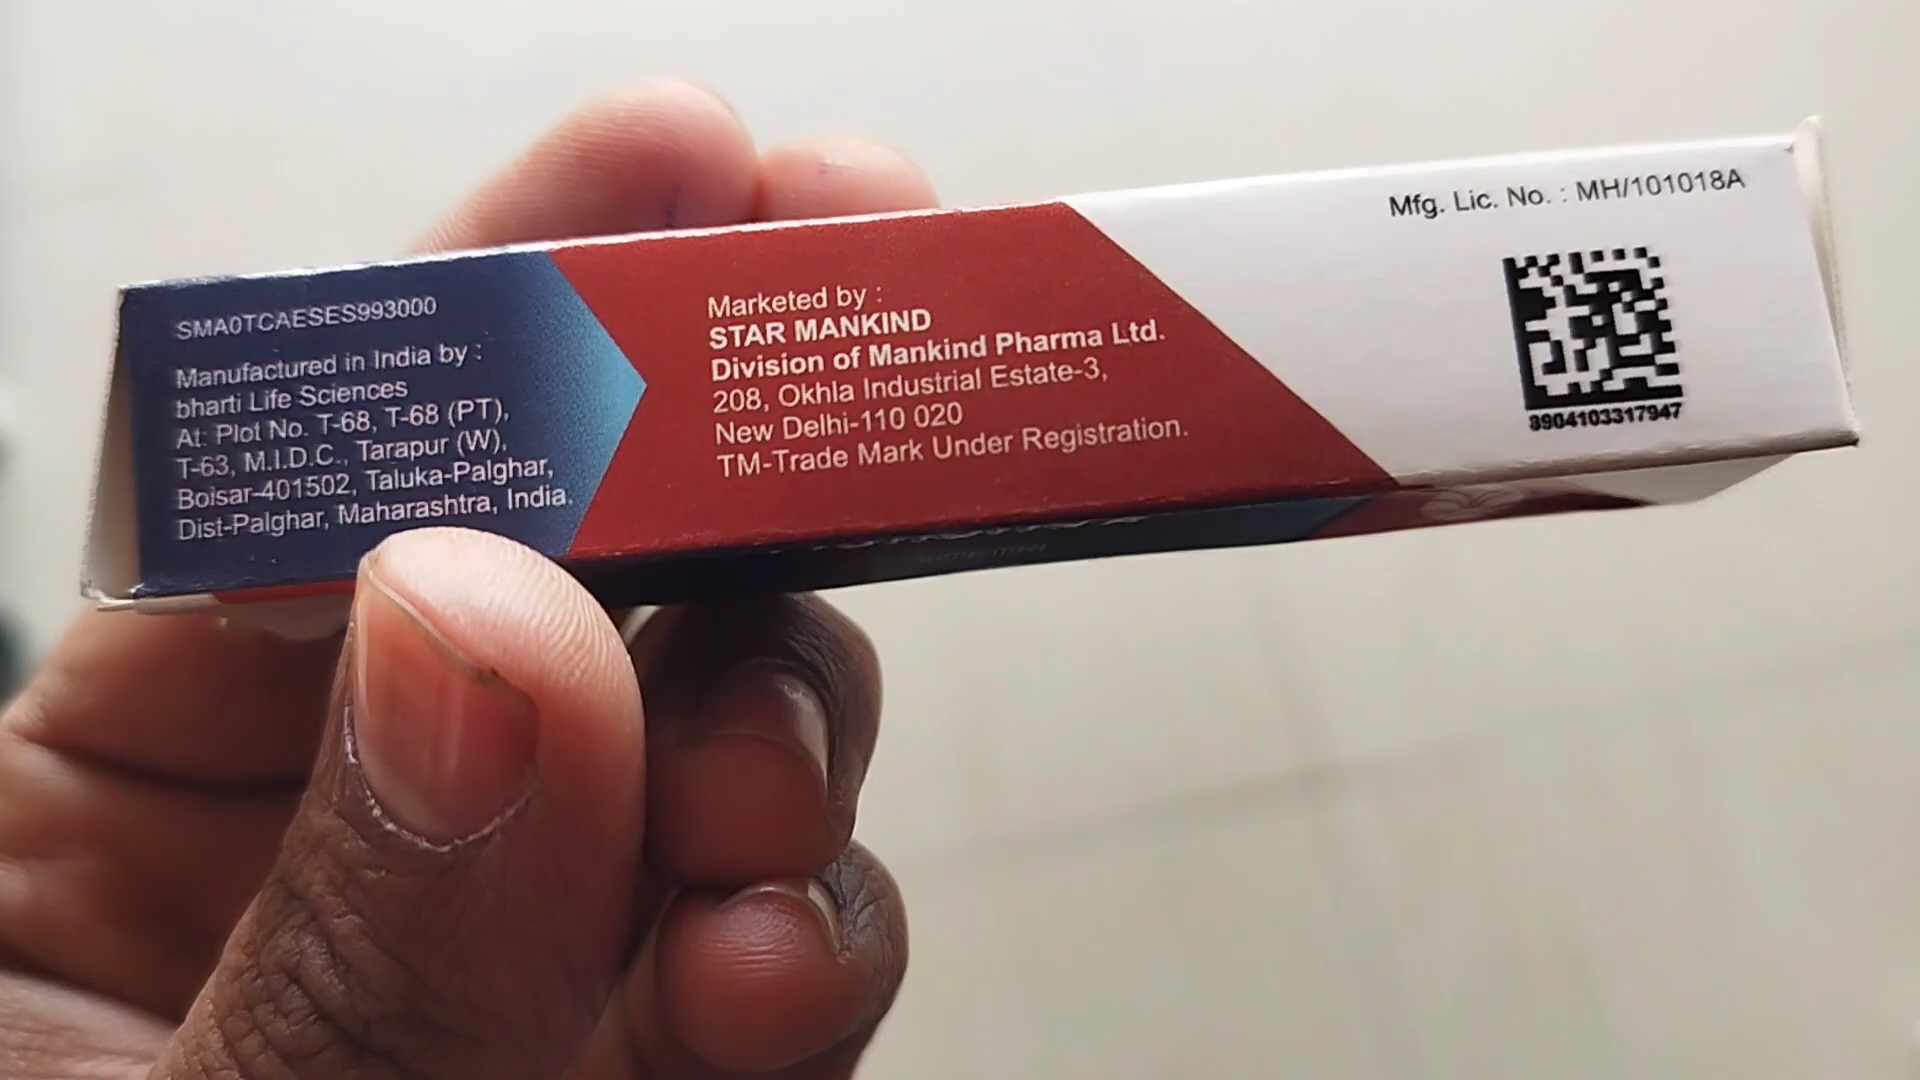 SMA0TCAESES993000
Manufactured in India by :
bharti Life Sciences
At: Plot No. T-68, T-68 (PT),
T-63, M.I.D.C., Tarapur (W),
Boisar-401502, Taluka-Palghar,
Dist-Palghar, Maharashtra, India.
Marketed by :
STAR MANKIND
Division of Mankind Pharma Ltd.
208, Okhla Industrial Estate-3,
New Delhi-110 020
TM-Trade Mark Under Registration.
Mfg. Lic. No. : MH/101018A
8904103317947